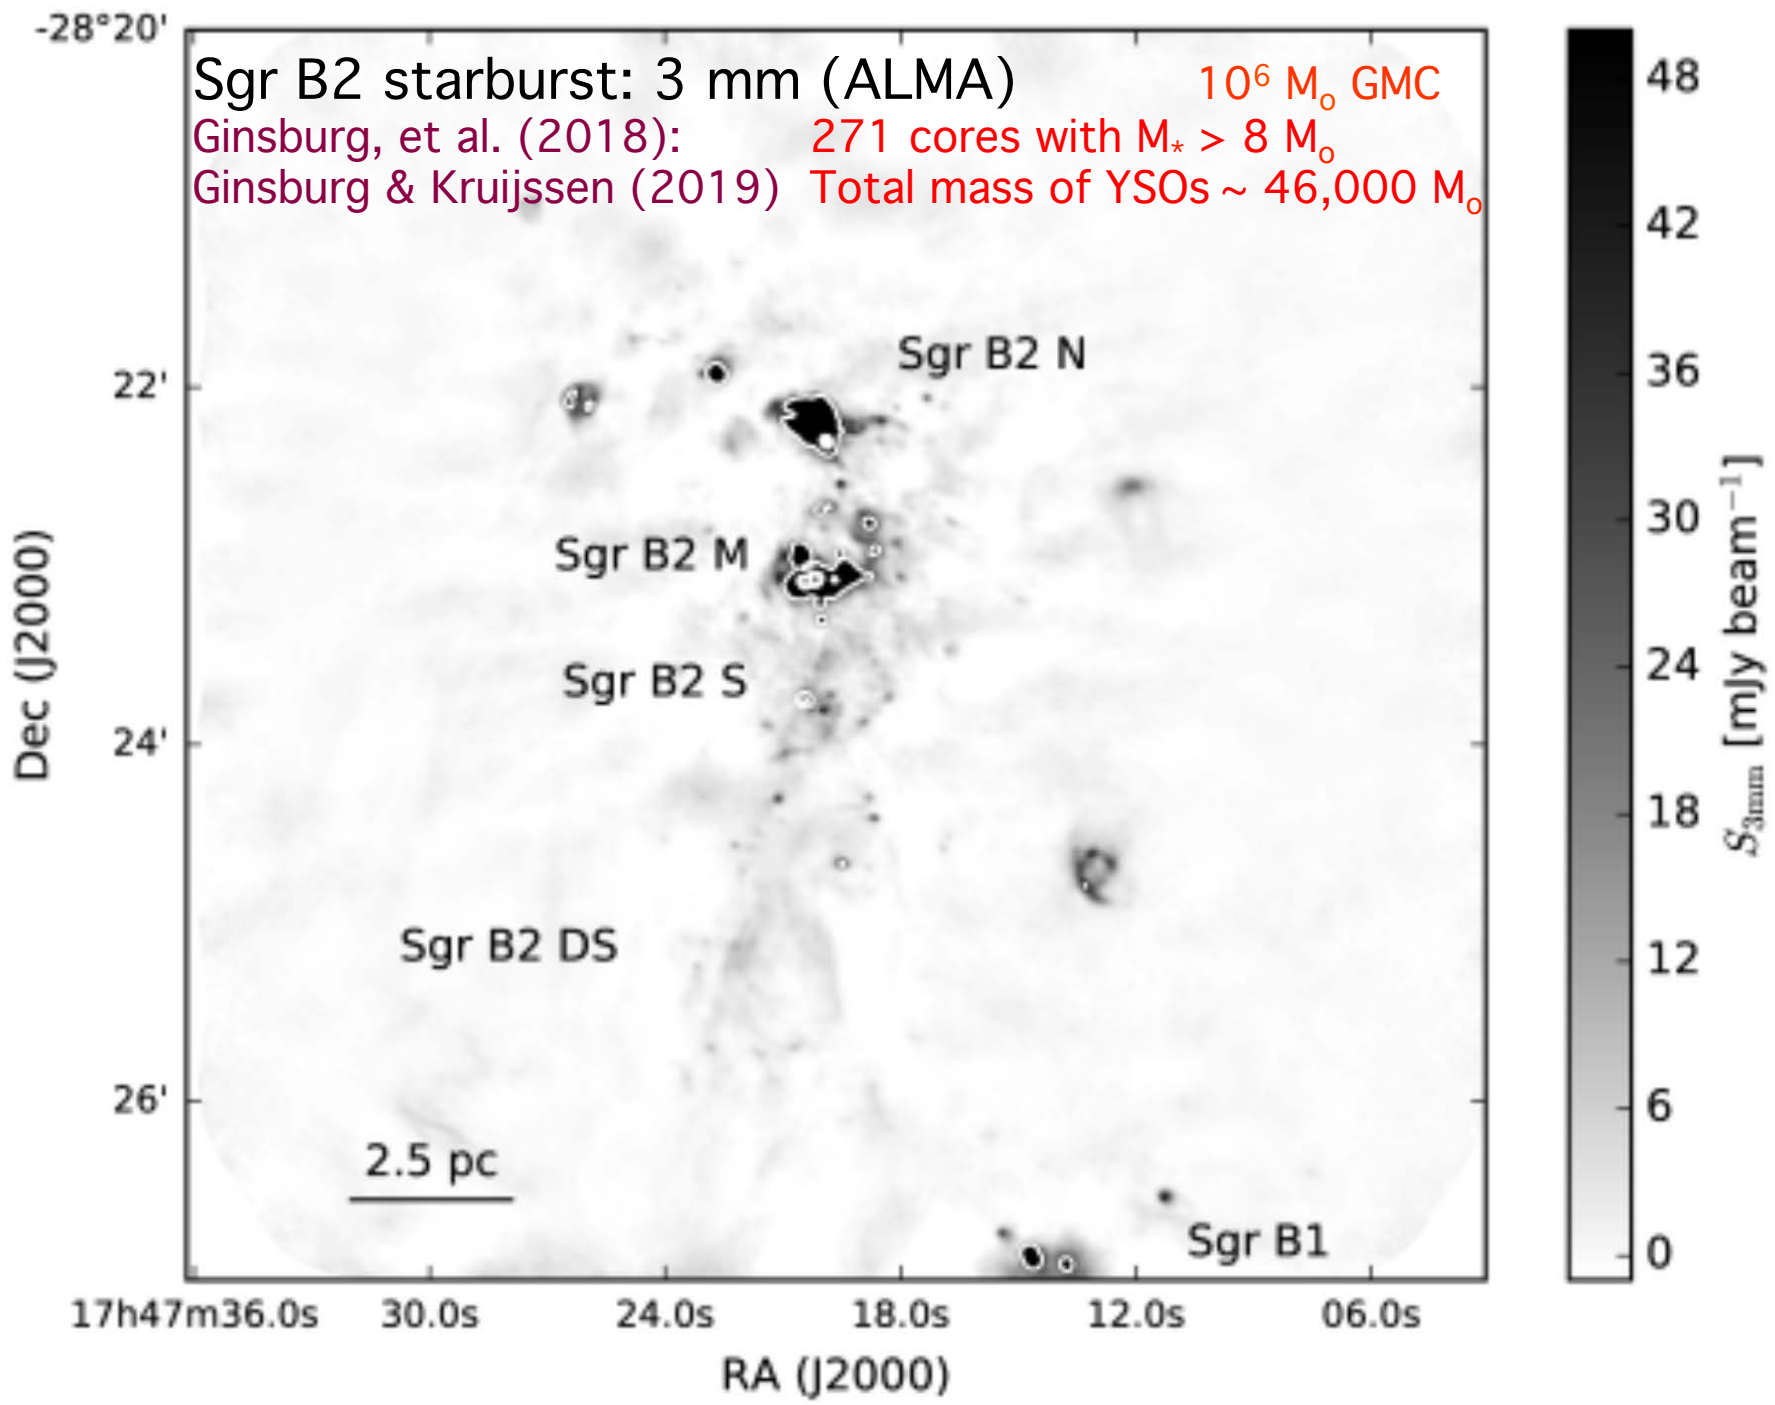 -28°20'
Sgr B2 starburst: 3 mm (ALMA)
10⁶ Mₒ GMC
Ginsburg, et al. (2018):
271 cores with M* > 8 Mₒ
Ginsburg & Kruijssen (2019)
Total mass of YSOs ~ 46,000 Mₒ
Sgr B2 N
22'
Sgr B2 M
Sgr B2 S
24'
Sgr B2 DS
26'
2.5 pc
Sgr B1
Dec (J2000)
17h47m36.0s
30.0s
24.0s
18.0s
12.0s
06.0s
RA (J2000)
48
42
36
30
24
18
12
6
0
S₃ₘₘ [mJy beam⁻¹]